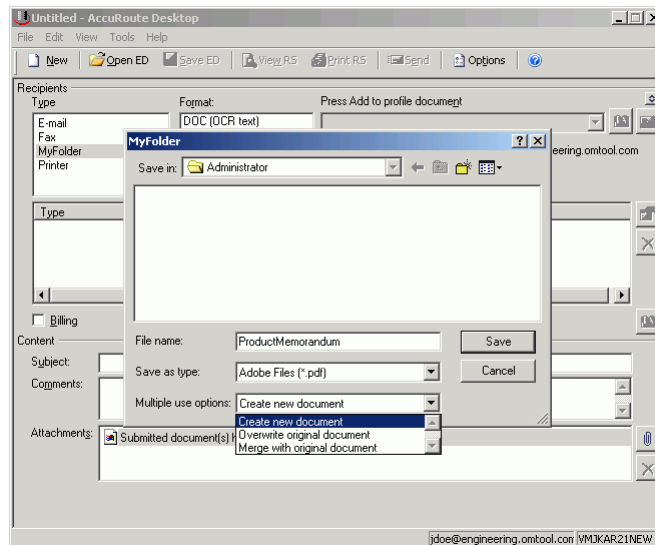 Untitled - AccuRoute Desktop
File Edit View Tools Help
New Open ED Save ED View RS Print RS Send Options
Recipients
Type Format: Press Add to profile document
E-mail DOC (OCR text)
Fax
MyFolder
Printer
eering.omtool.com
MyFolder
Save in: Administrator
Type
File name: ProductMemorandum Save
Save as type: Adobe Files (*.pdf) Cancel
Multiple use options: Create new document
Create new document
Overwrite original document
Merge with original document
Billing
Content
Subject:
Comments:
Attachments: Submitted document(s) h
jdoe@engineering.omtool.com VMJKAR21NEW